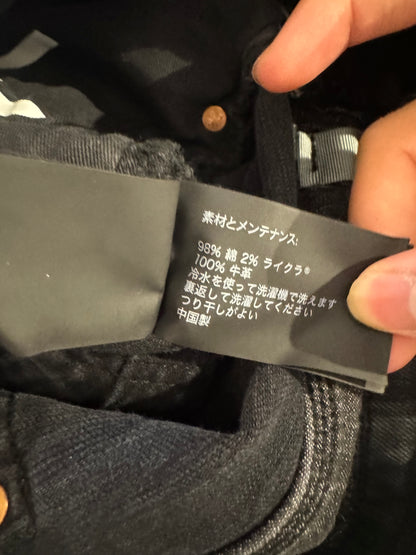 素材とメンテナンス:
98% 綿 2% ライクラ®
100% 牛革
冷水を使って洗濯機で洗えます
裏返して洗濯してください
つり干しがよい
中国製